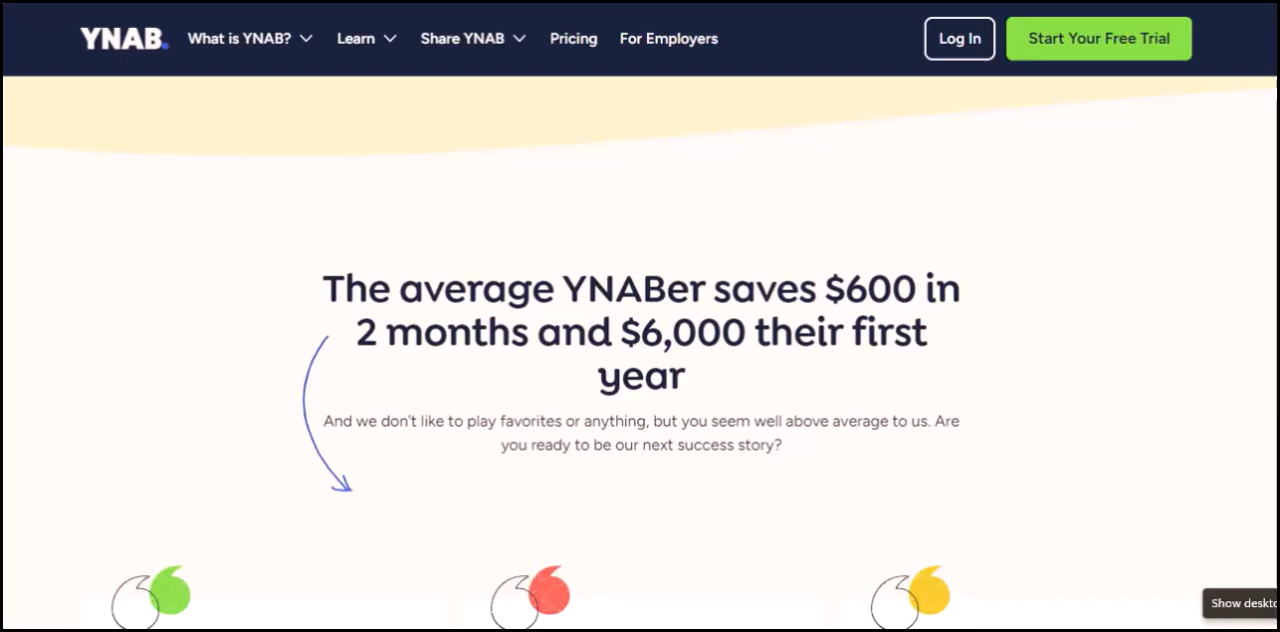 YNAB.
What is YNAB? Learn Share YNAB Pricing For Employers Log In Start Your Free Trial
The average YNABer saves $600 in
2 months and $6,000 their first
year
And we don't like to play favorites or anything, but you seem well above average to us. Are
you ready to be our next success story?
Show